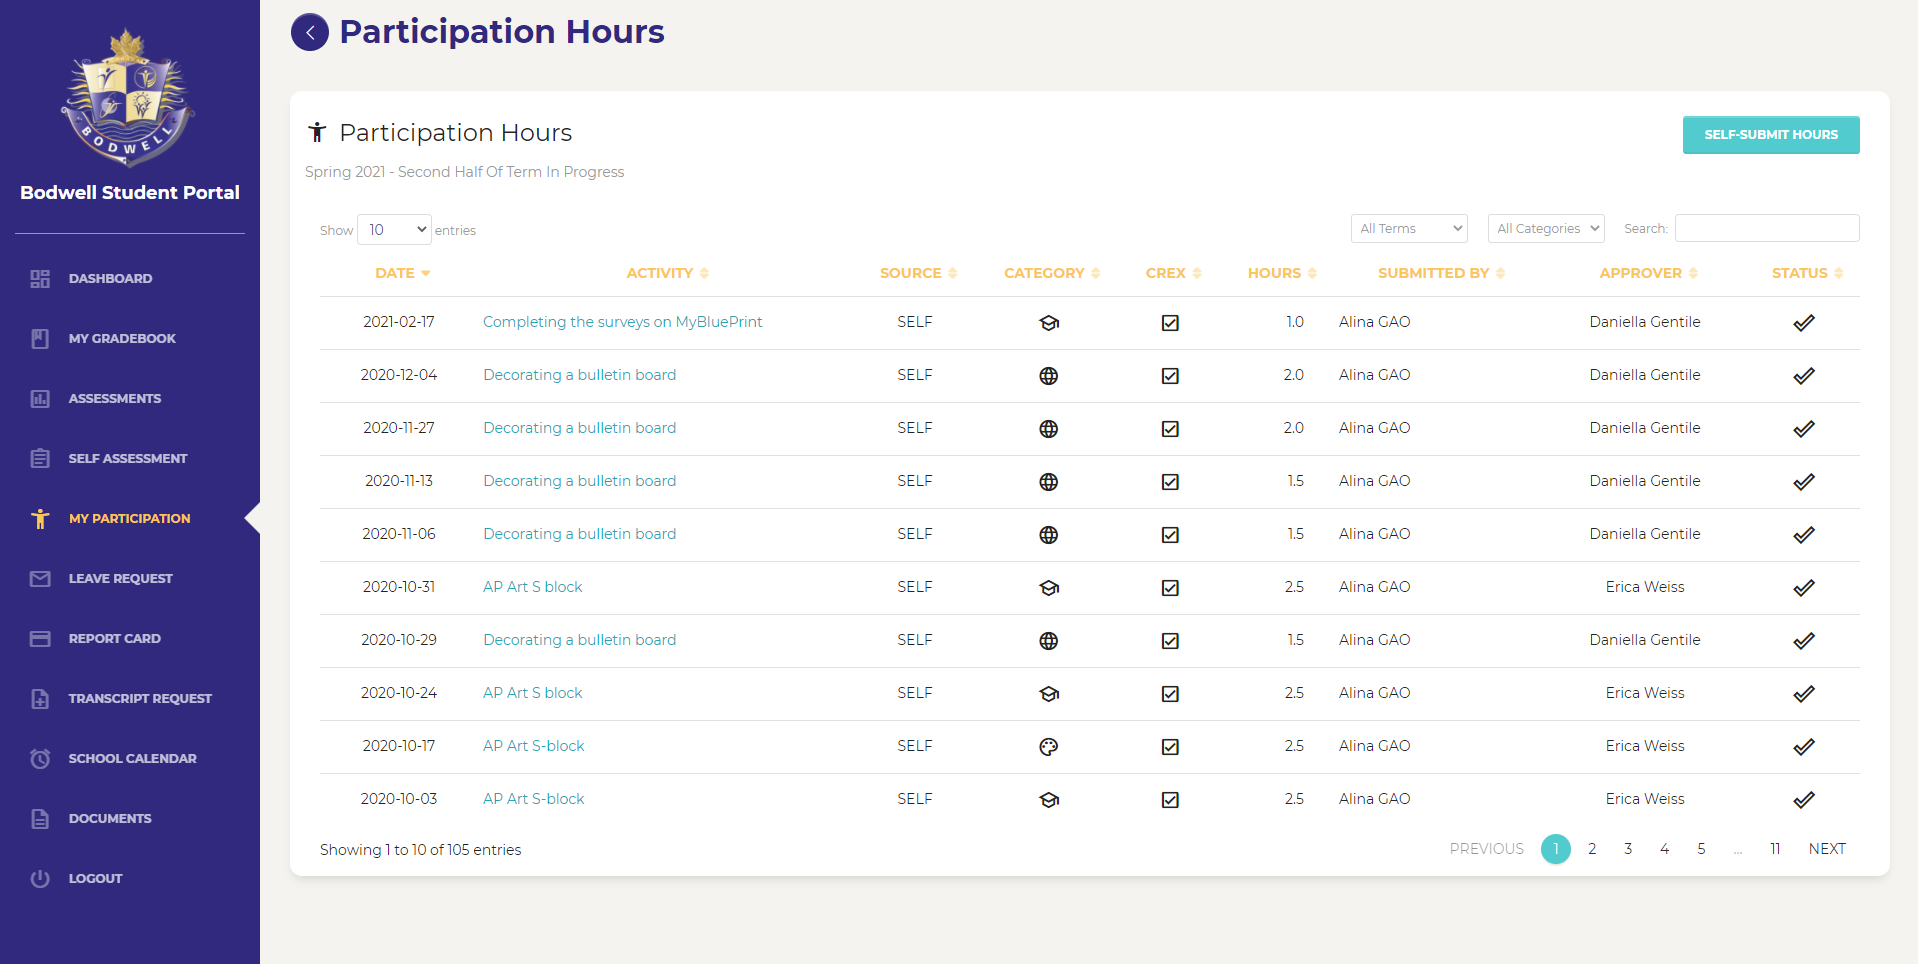 BODWELL
Bodwell Student Portal
DASHBOARD
MY GRADEBOOK
ASSESSMENTS
SELF ASSESSMENT
MY PARTICIPATION
LEAVE REQUEST
REPORT CARD
TRANSCRIPT REQUEST
SCHOOL CALENDAR
DOCUMENTS
LOGOUT
Participation Hours
Participation Hours
SELF-SUBMIT HOURS
Spring 2021 - Second Half Of Term In Progress
Show 10 entries All Terms All Categories Search:
DATE ACTIVITY SOURCE CATEGORY CREX HOURS SUBMITTED BY APPROVER STATUS
2021-02-17 Completing the surveys on MyBluePrint SELF 1.0 Alina GAO Daniella Gentile
2020-12-04 Decorating a bulletin board SELF 2.0 Alina GAO Daniella Gentile
2020-11-27 Decorating a bulletin board SELF 2.0 Alina GAO Daniella Gentile
2020-11-13 Decorating a bulletin board SELF 1.5 Alina GAO Daniella Gentile
2020-11-06 Decorating a bulletin board SELF 1.5 Alina GAO Daniella Gentile
2020-10-31 AP Art S block SELF 2.5 Alina GAO Erica Weiss
2020-10-29 Decorating a bulletin board SELF 1.5 Alina GAO Daniella Gentile
2020-10-24 AP Art S block SELF 2.5 Alina GAO Erica Weiss
2020-10-17 AP Art S-block SELF 2.5 Alina GAO Erica Weiss
2020-10-03 AP Art S-block SELF 2.5 Alina GAO Erica Weiss
Showing 1 to 10 of 105 entries PREVIOUS 1 2 3 4 5 ... 11 NEXT